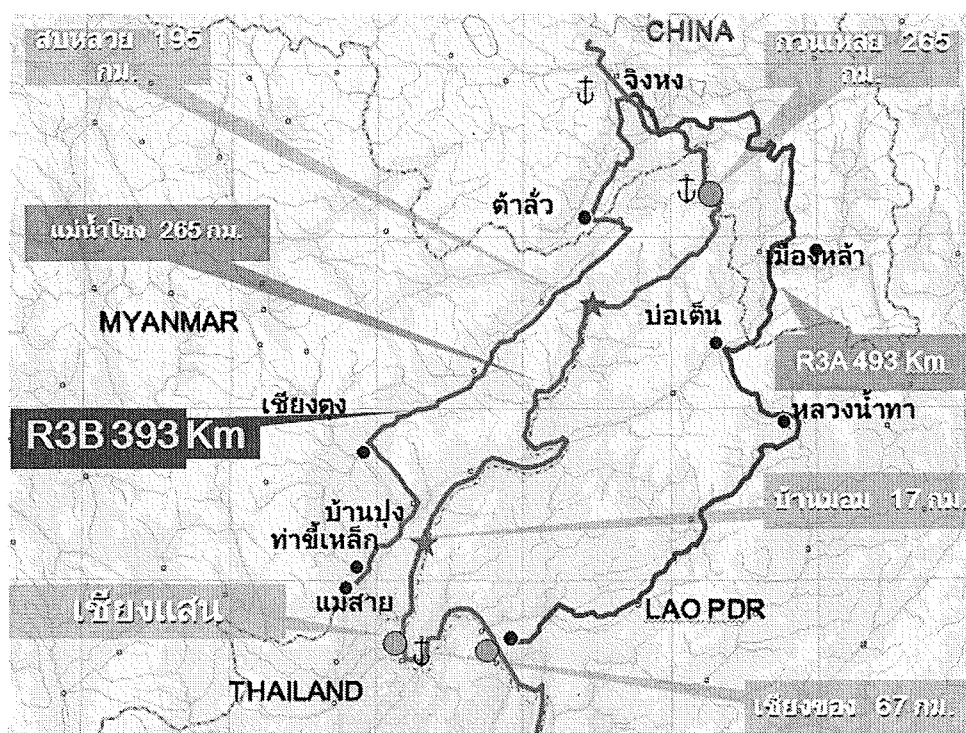 สบหลวย 195
กม.
CHINA
กวนเหล่ย 265
กม.
จิงหง
ต้าลั่ว
แม่น้ำโขง 265 กม.
เมืองหล้า
MYANMAR
บ่อเต็น
R3A 493 Km
เชียงตุง
หลวงน้ำทา
R3B 393 Km
บ้านมอม 17 กม.
บ้านปุง
ท่าขี้เหล็ก
เชียงแสน
แม่สาย
LAO PDR
THAILAND
เชียงของ 67 กม.